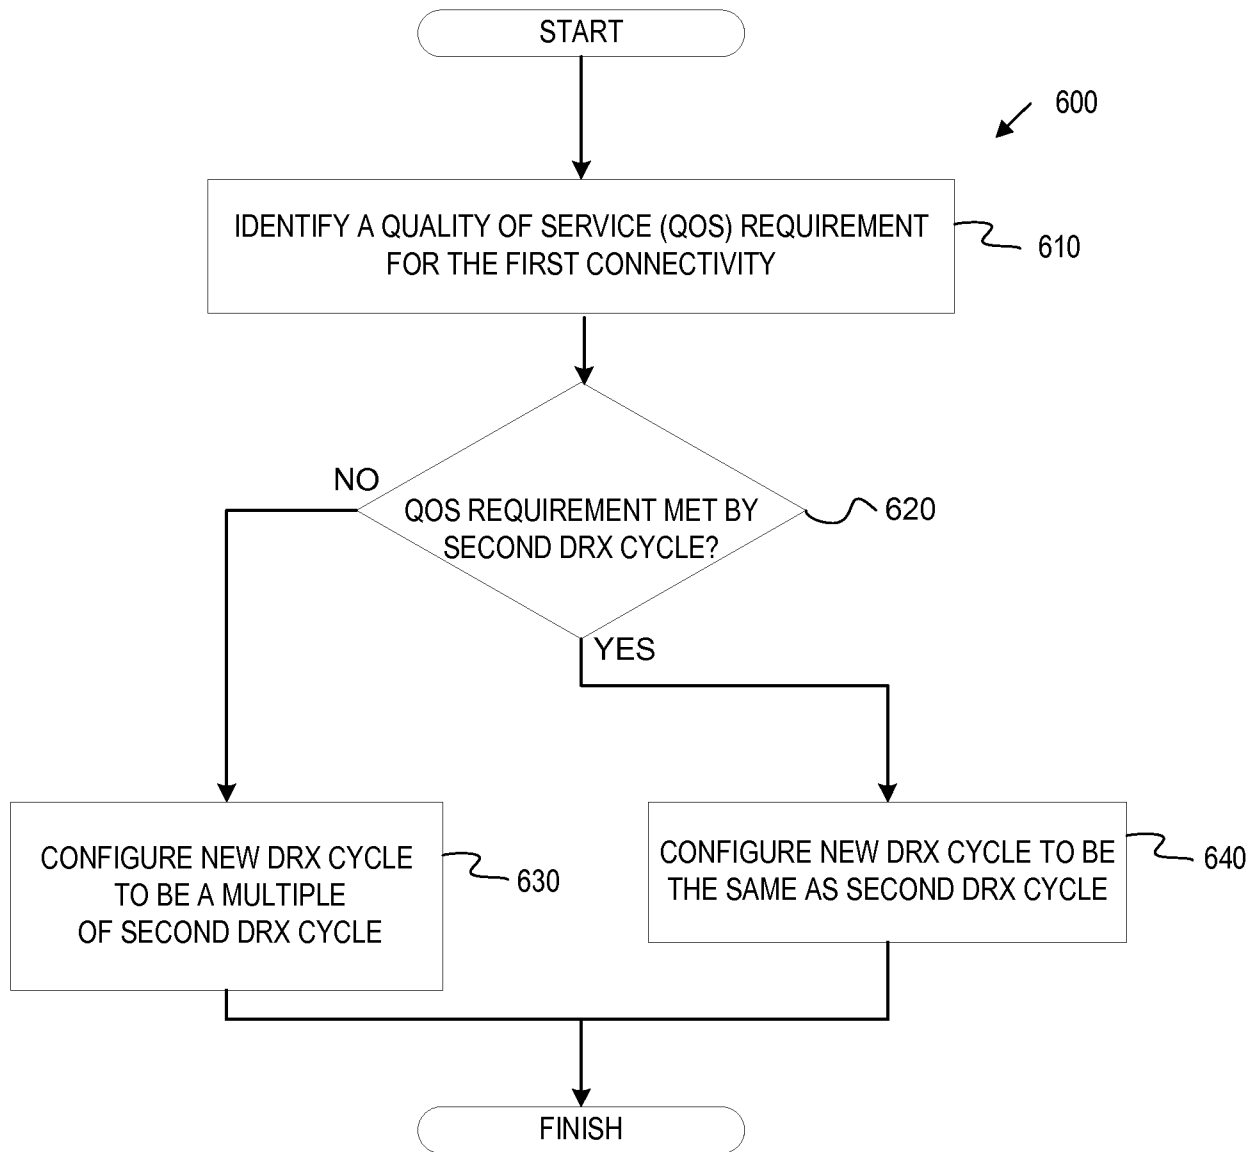 START
600
IDENTIFY A QUALITY OF SERVICE (QOS) REQUIREMENT
FOR THE FIRST CONNECTIVITY
610
NO
QOS REQUIREMENT MET BY
SECOND DRX CYCLE?
620
YES
CONFIGURE NEW DRX CYCLE
TO BE A MULTIPLE
OF SECOND DRX CYCLE
630
CONFIGURE NEW DRX CYCLE TO BE
THE SAME AS SECOND DRX CYCLE
640
FINISH